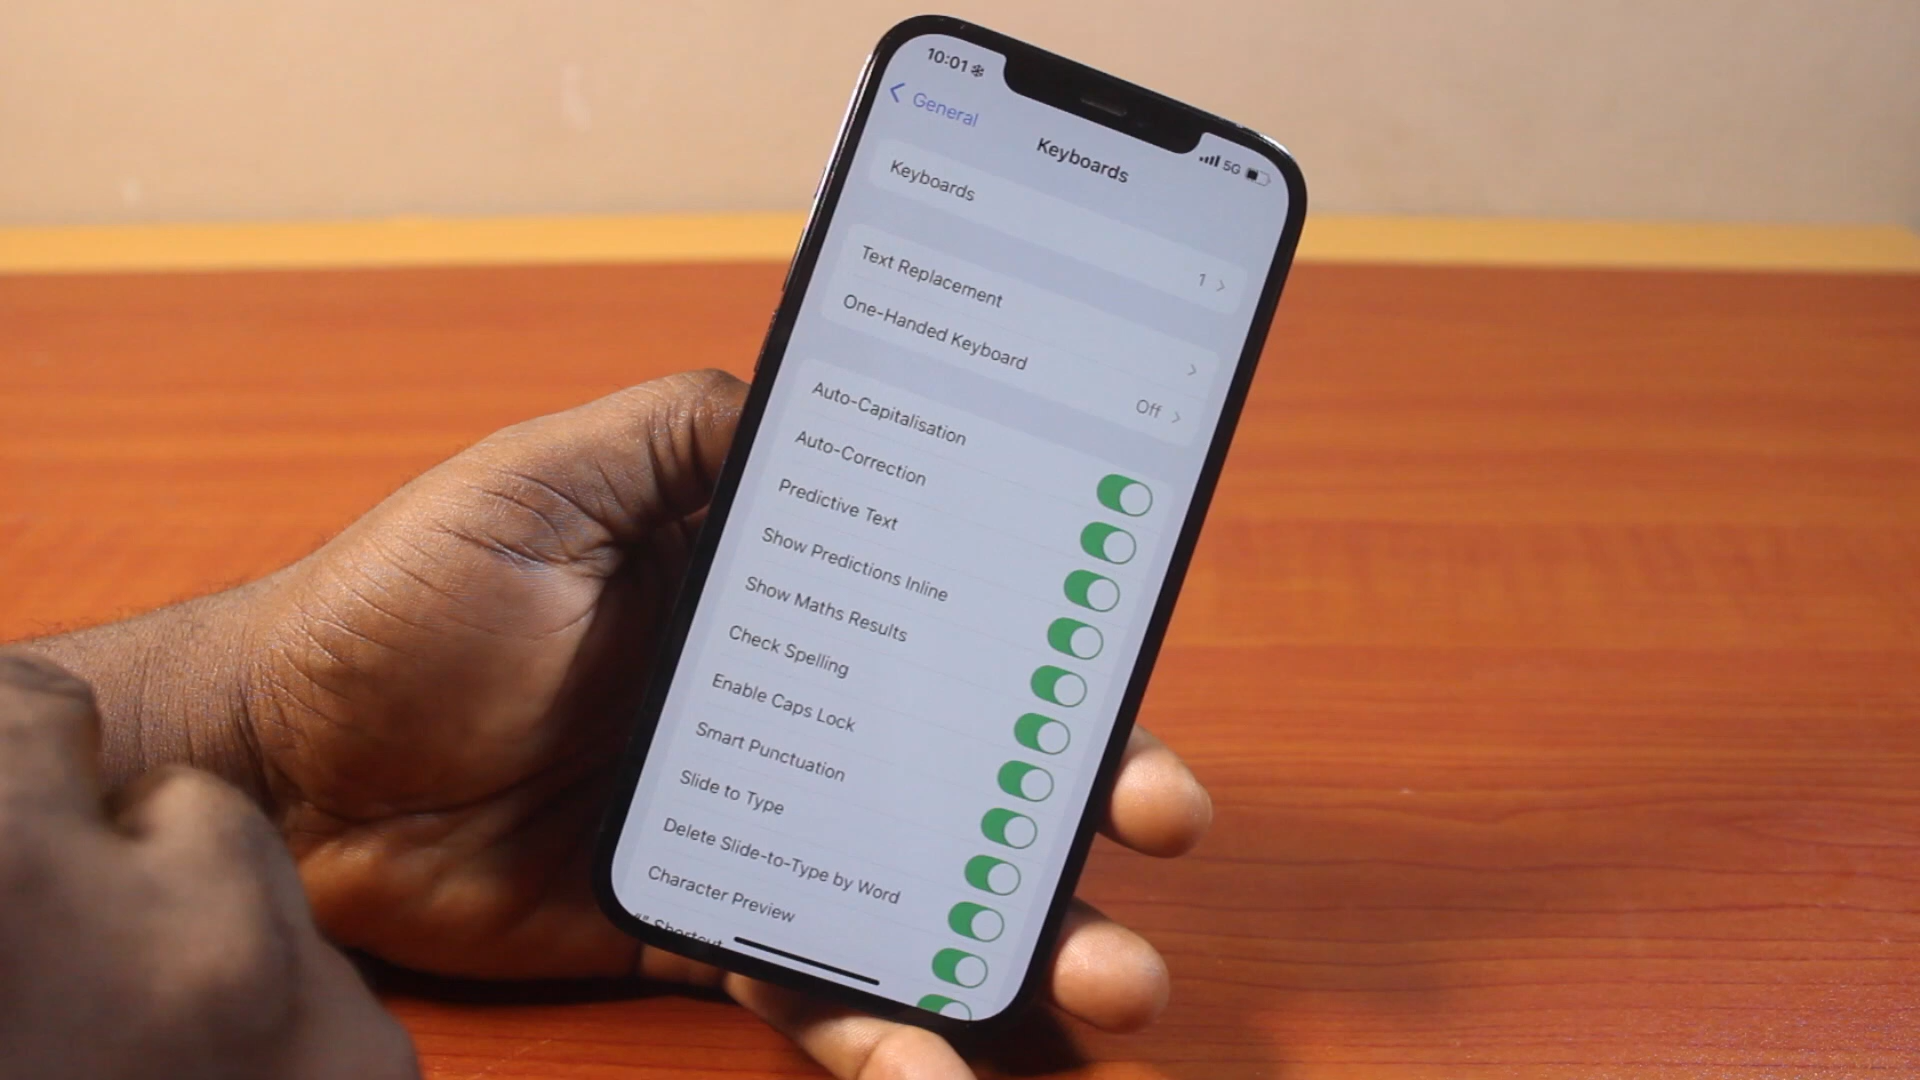 10:01
5G
General
Keyboards
Keyboards
1
Text Replacement
One-Handed Keyboard
Off
Auto-Capitalisation
Auto-Correction
Predictive Text
Show Predictions Inline
Show Maths Results
Check Spelling
Enable Caps Lock
Smart Punctuation
Slide to Type
Delete Slide-to-Type by Word
Character Preview
“.” Shortcut